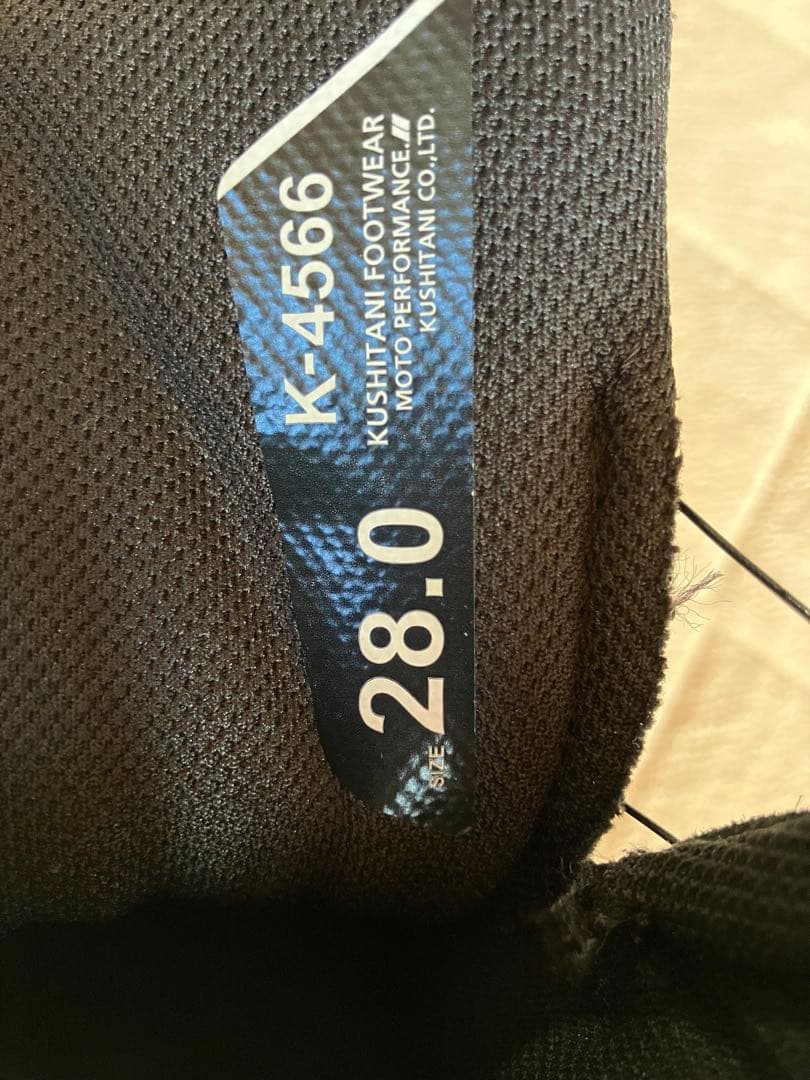 K-4566
KUSHITANI FOOTWEAR
MOTO PERFORMANCE.
KUSHITANI CO.,LTD.
SIZE 28.0